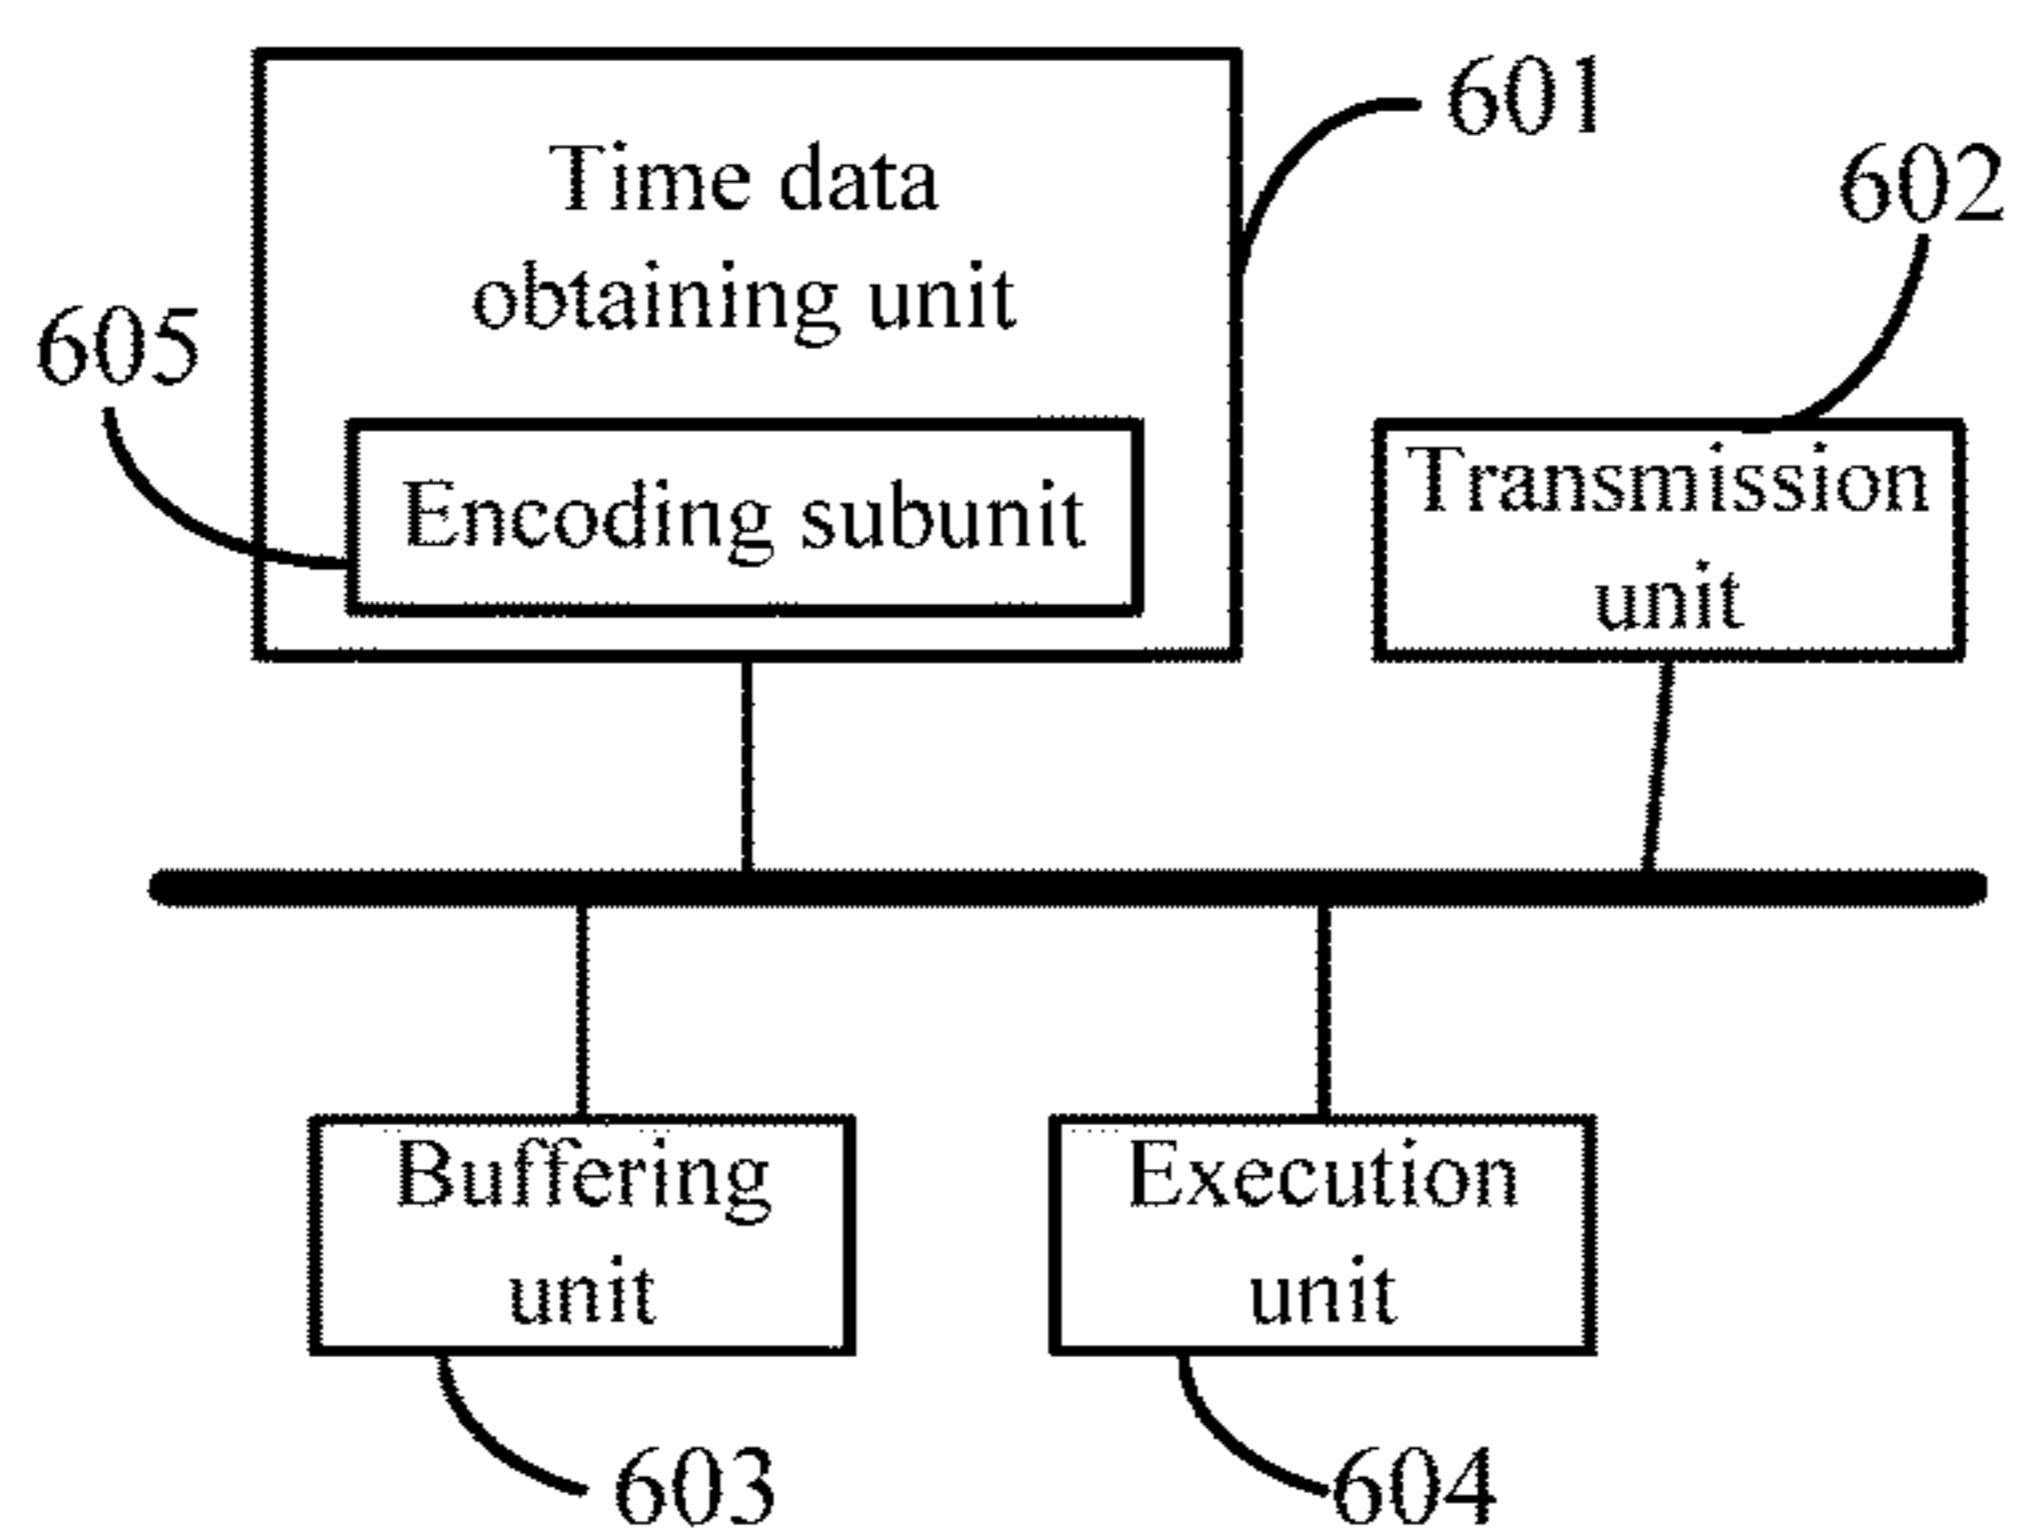 601
Time data
602
obtaining unit
605
Encoding subunit
Transmission
unit
Buffering
unit
Execution
unit
603
604